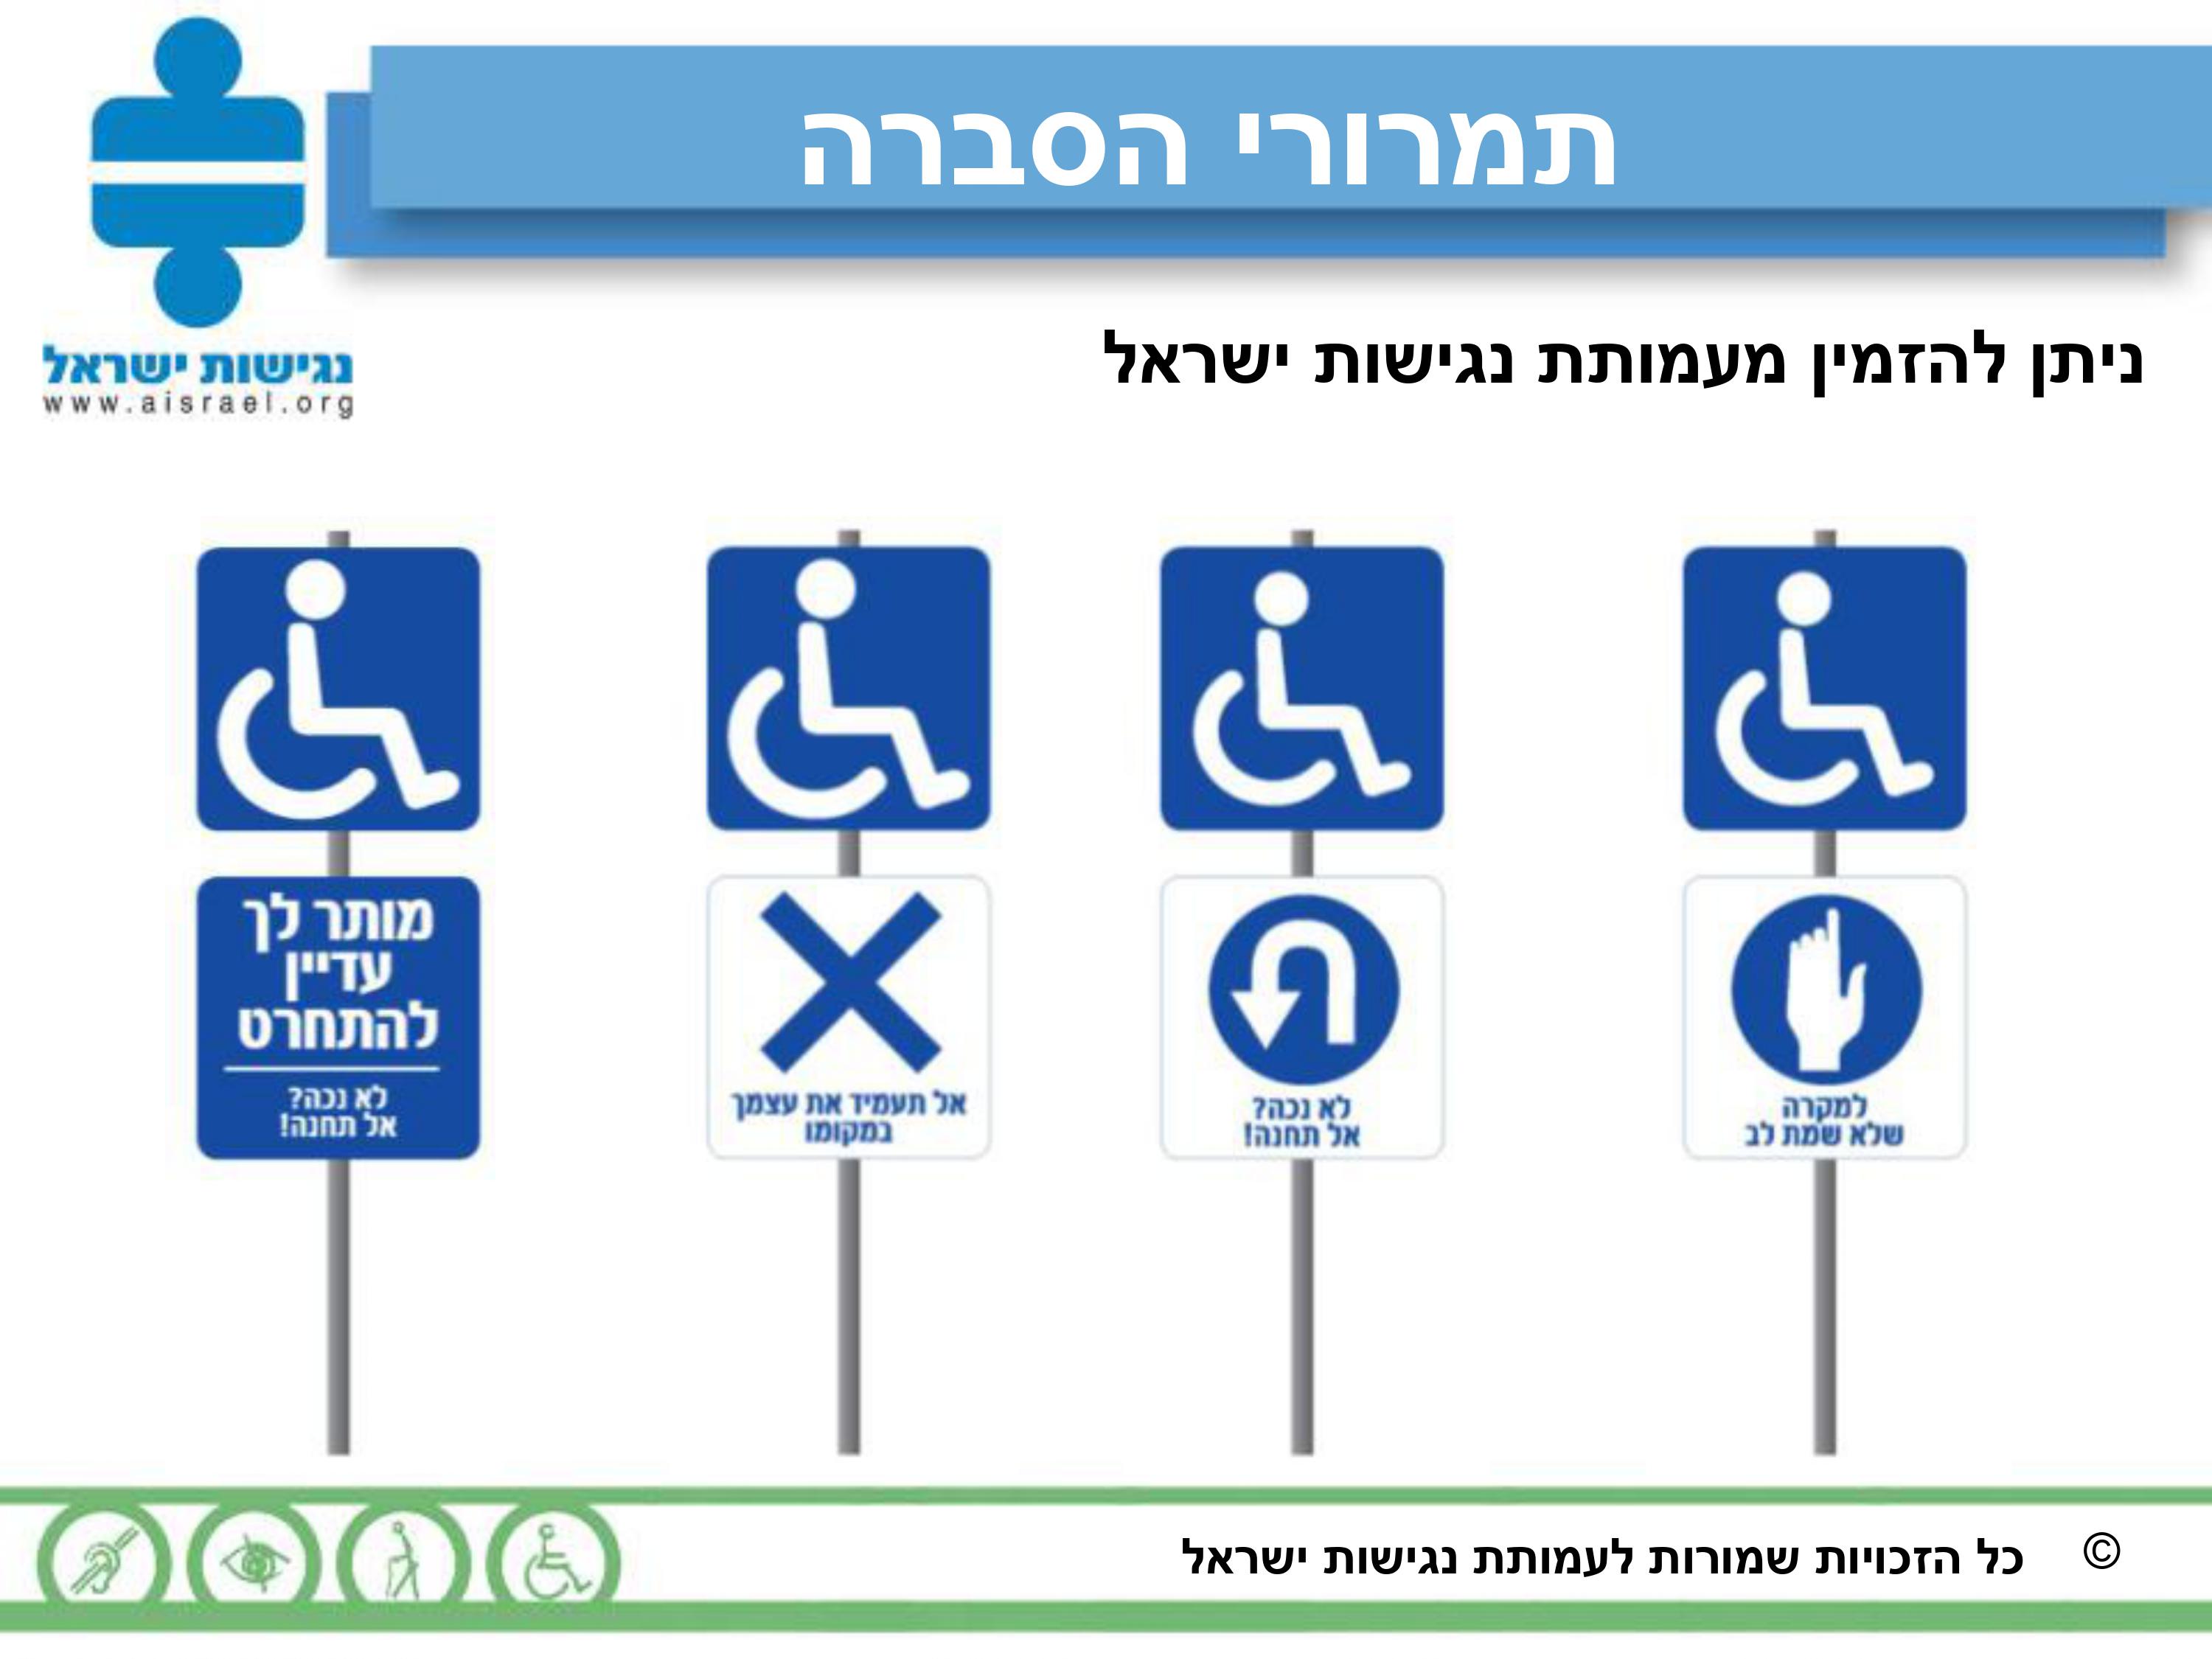 תמרורי הסברה
נגישות ישראל
www.aisrael.org
ניתן להזמין מעמותת נגישות ישראל
למקרה
שלא שמת לב
לא נכה?
אל תחנה!
אל תעמיד את עצמך
במקומו
מותר לך
עדיין
להתחרט
לא נכה?
אל תחנה!
© כל הזכויות שמורות לעמותת נגישות ישראל